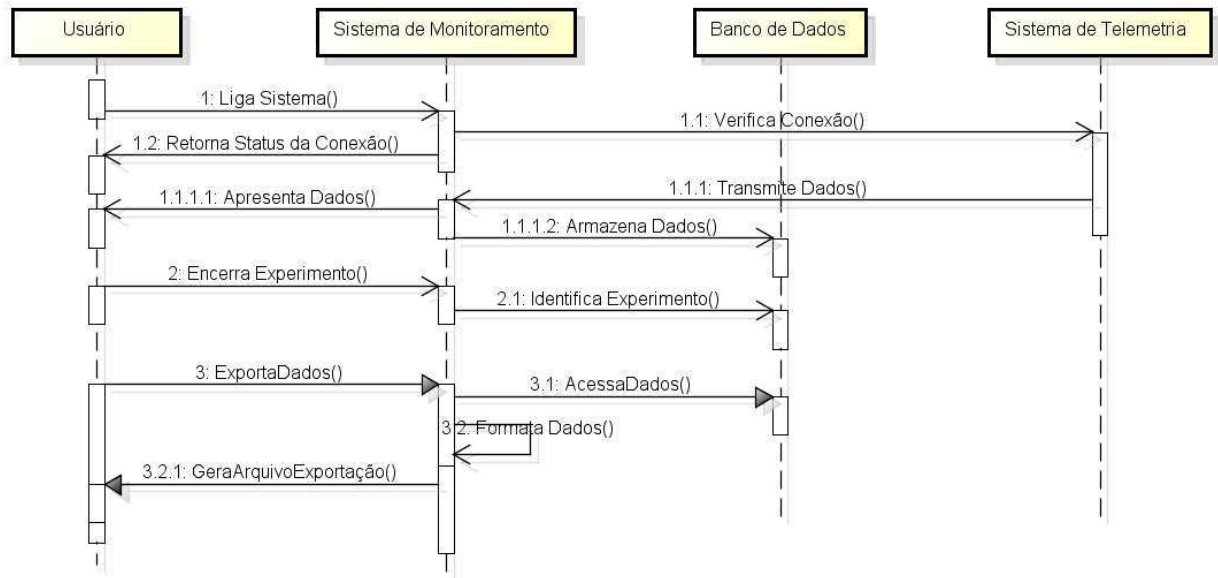 Usuário
Sistema de Monitoramento
Banco de Dados
Sistema de Telemetria
1: Liga Sistema()
1.1: Verifica Conexão()
1.2: Retorna Status da Conexão()
1.1.1: Transmite Dados()
1.1.1.1: Apresenta Dados()
1.1.1.2: Armazena Dados()
2: Encerra Experimento()
2.1: Identifica Experimento()
3: ExportaDados()
3.1: AcessaDados()
3.2: Formata Dados()
3.2.1: GeraArquivoExportação()